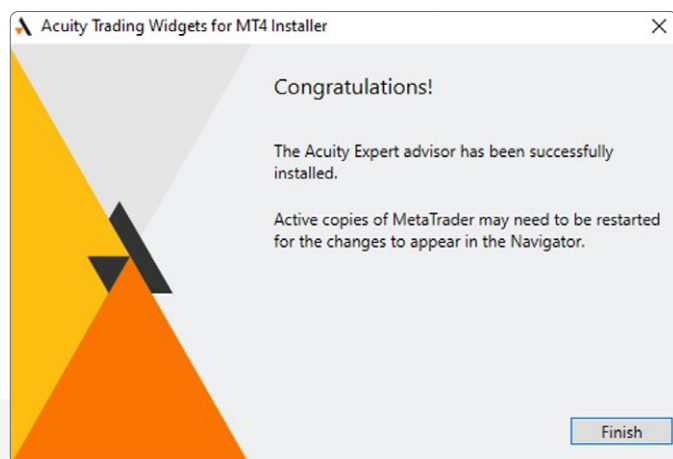 Acuity Trading Widgets for MT4 Installer
Congratulations!
The Acuity Expert advisor has been successfully
installed.
Active copies of MetaTrader may need to be restarted
for the changes to appear in the Navigator.
Finish